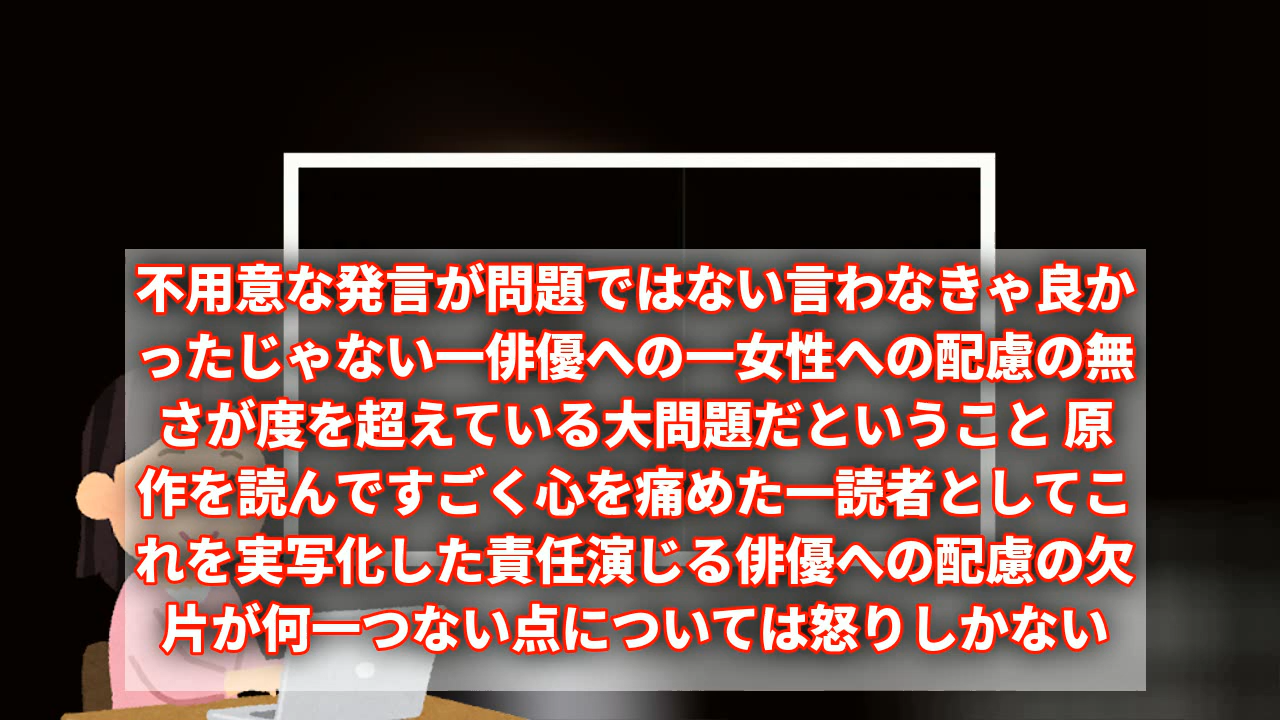 不用意な発言が問題ではない言わなきゃ良か
ったじゃない一俳優への一女性への配慮の無
さが度を超えている大問題だということ 原
作を読んですごく心を痛めた一読者としてこ
れを実写化した責任演じる俳優への配慮の欠
片が何一つない点については怒りしかない